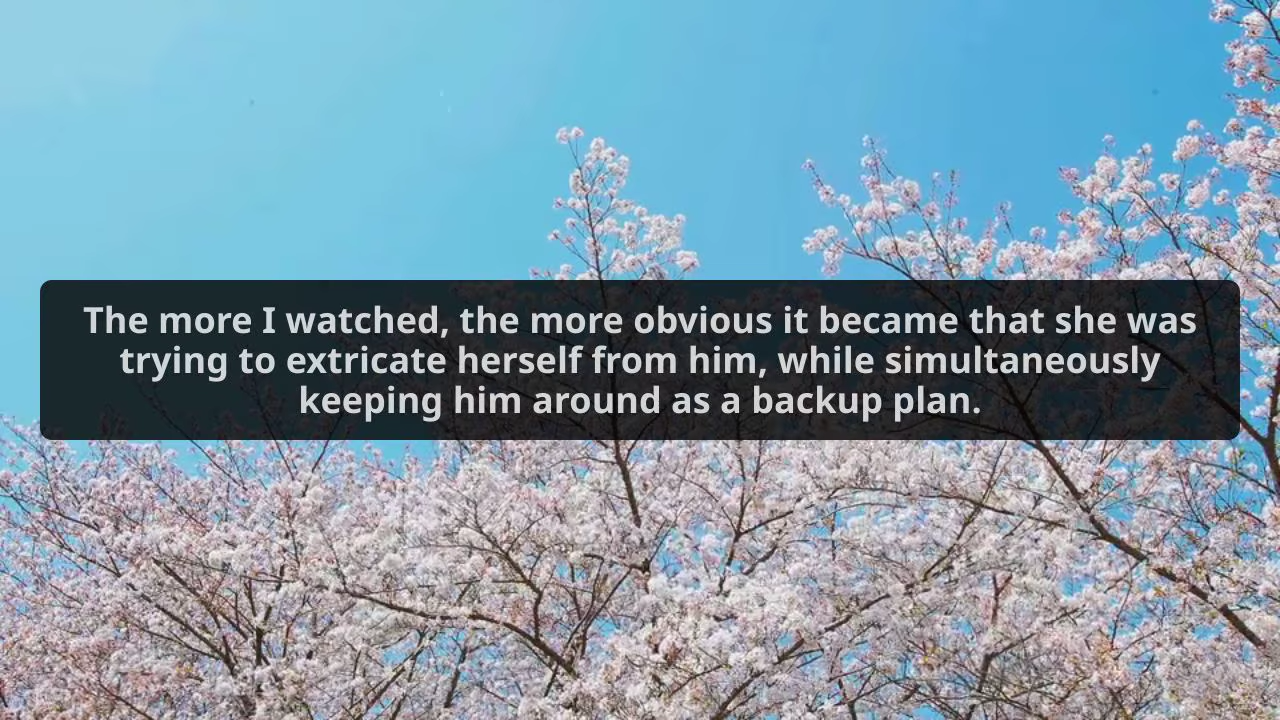 The more I watched, the more obvious it became that she was
trying to extricate herself from him, while simultaneously
keeping him around as a backup plan.